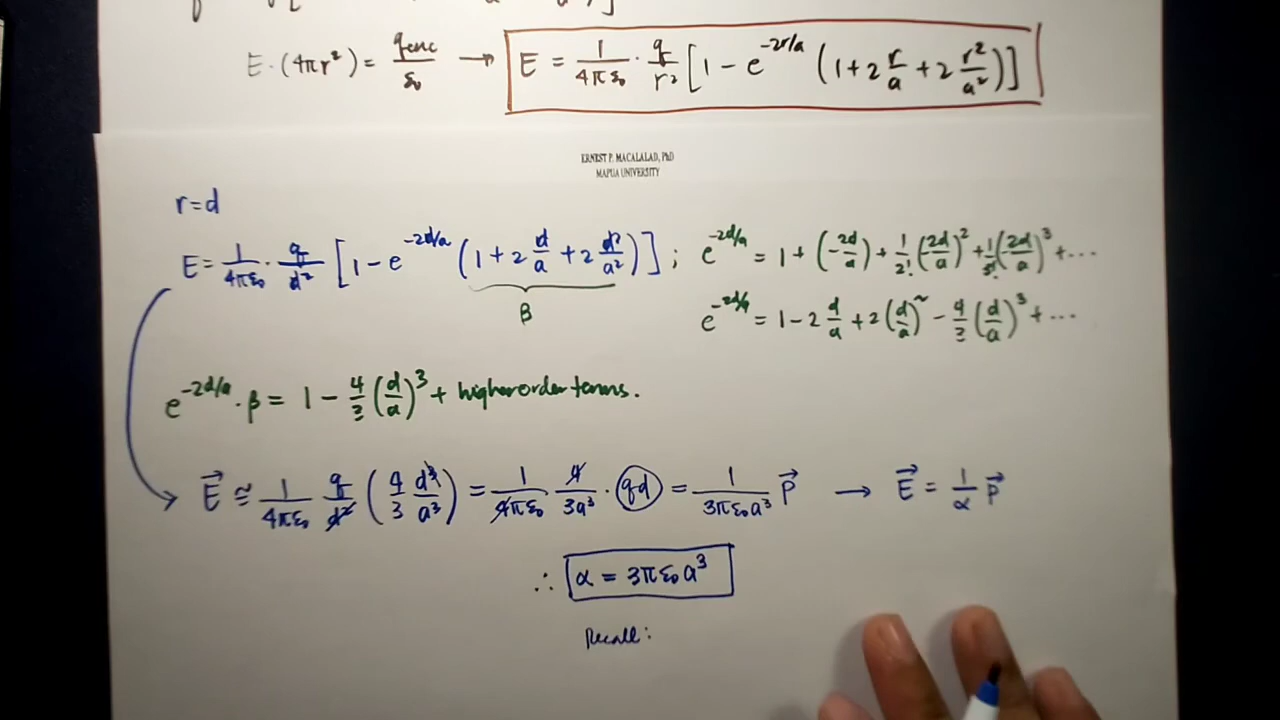 E·(4πr²) = q_enc/ε₀ → E = 1/(4πε₀) · q/r² [1 − e^(−2r/a) (1 + 2 r/a + 2 r²/a²)]
ERNEST P. MACALALAD, PhD
MAPUA UNIVERSITY
r = d
E = 1/(4πε₀) · q/d² [1 − e^(−2d/a) (1 + 2 d/a + 2 d²/a²)] ; e^(−2d/a) = 1 + (−2d/a) + 1/2! (2d/a)² + 1/3! (2d/a)³ + ...
β
e^(−2d/a) = 1 − 2 d/a + 2 (d/a)² − 4/3 (d/a)³ + ...
e^(−2d/a) · β = 1 − 4/3 (d/a)³ + higher order terms.
→ E⃗ ≅ 1/(4πε₀) q/d² (4/3 d³/a³) = 1/(4πε₀) 4/(3a³) · qd = 1/(3πε₀a³) p⃗ → E⃗ = 1/α p⃗
∴ α = 3πε₀a³
Recall: